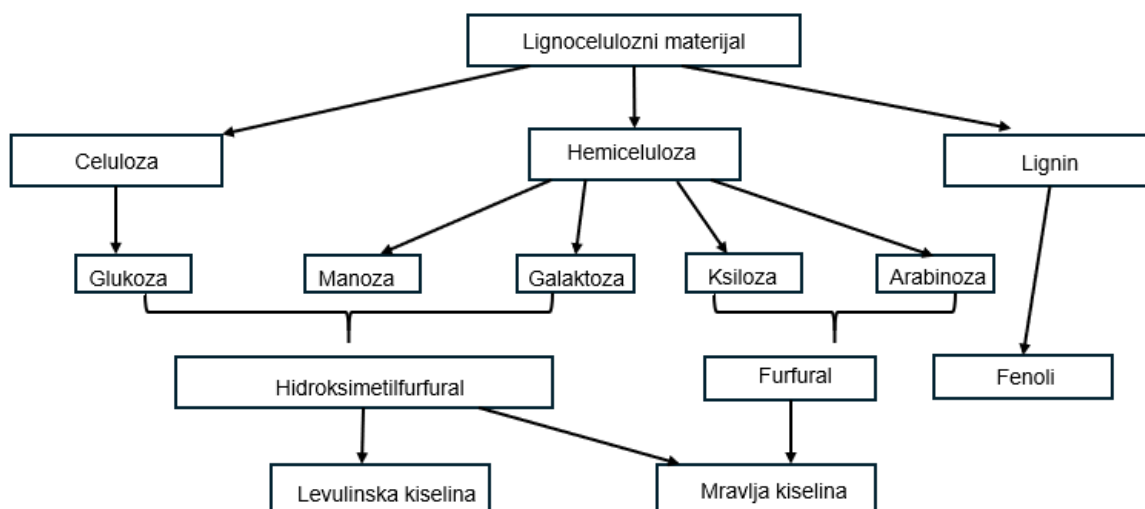 Lignocelulozni materijal
Celuloza
Hemiceluloza
Lignin
Glukoza
Manoza
Galaktoza
Ksiloza
Arabinoza
Hidroksimetilfurfural
Furfural
Fenoli
Levulinska kiselina
Mravlja kiselina